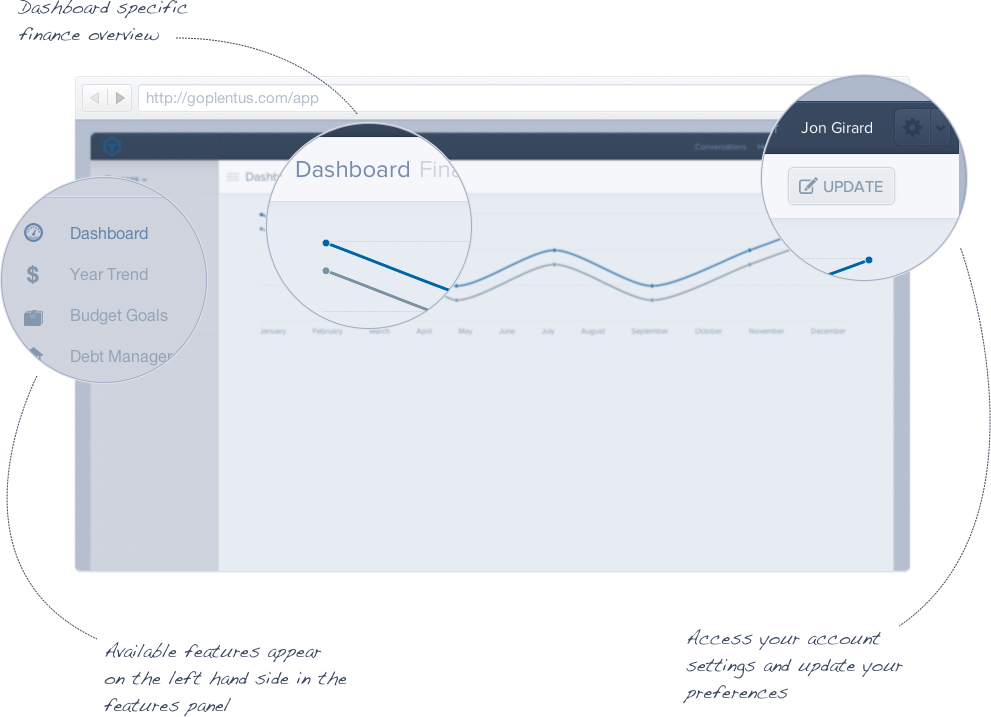 Dashboard specific
finance overview
http://goplentus.com/app
Jon Girard
Conversations
Dashboard
UPDATE
Dashb
Dashboard
Year Trend
Budget Goals
Debt Manager
January February March April May June July August September October November December
Available features appear
on the left hand side in the
features panel
Access your account
settings and update your
preferences